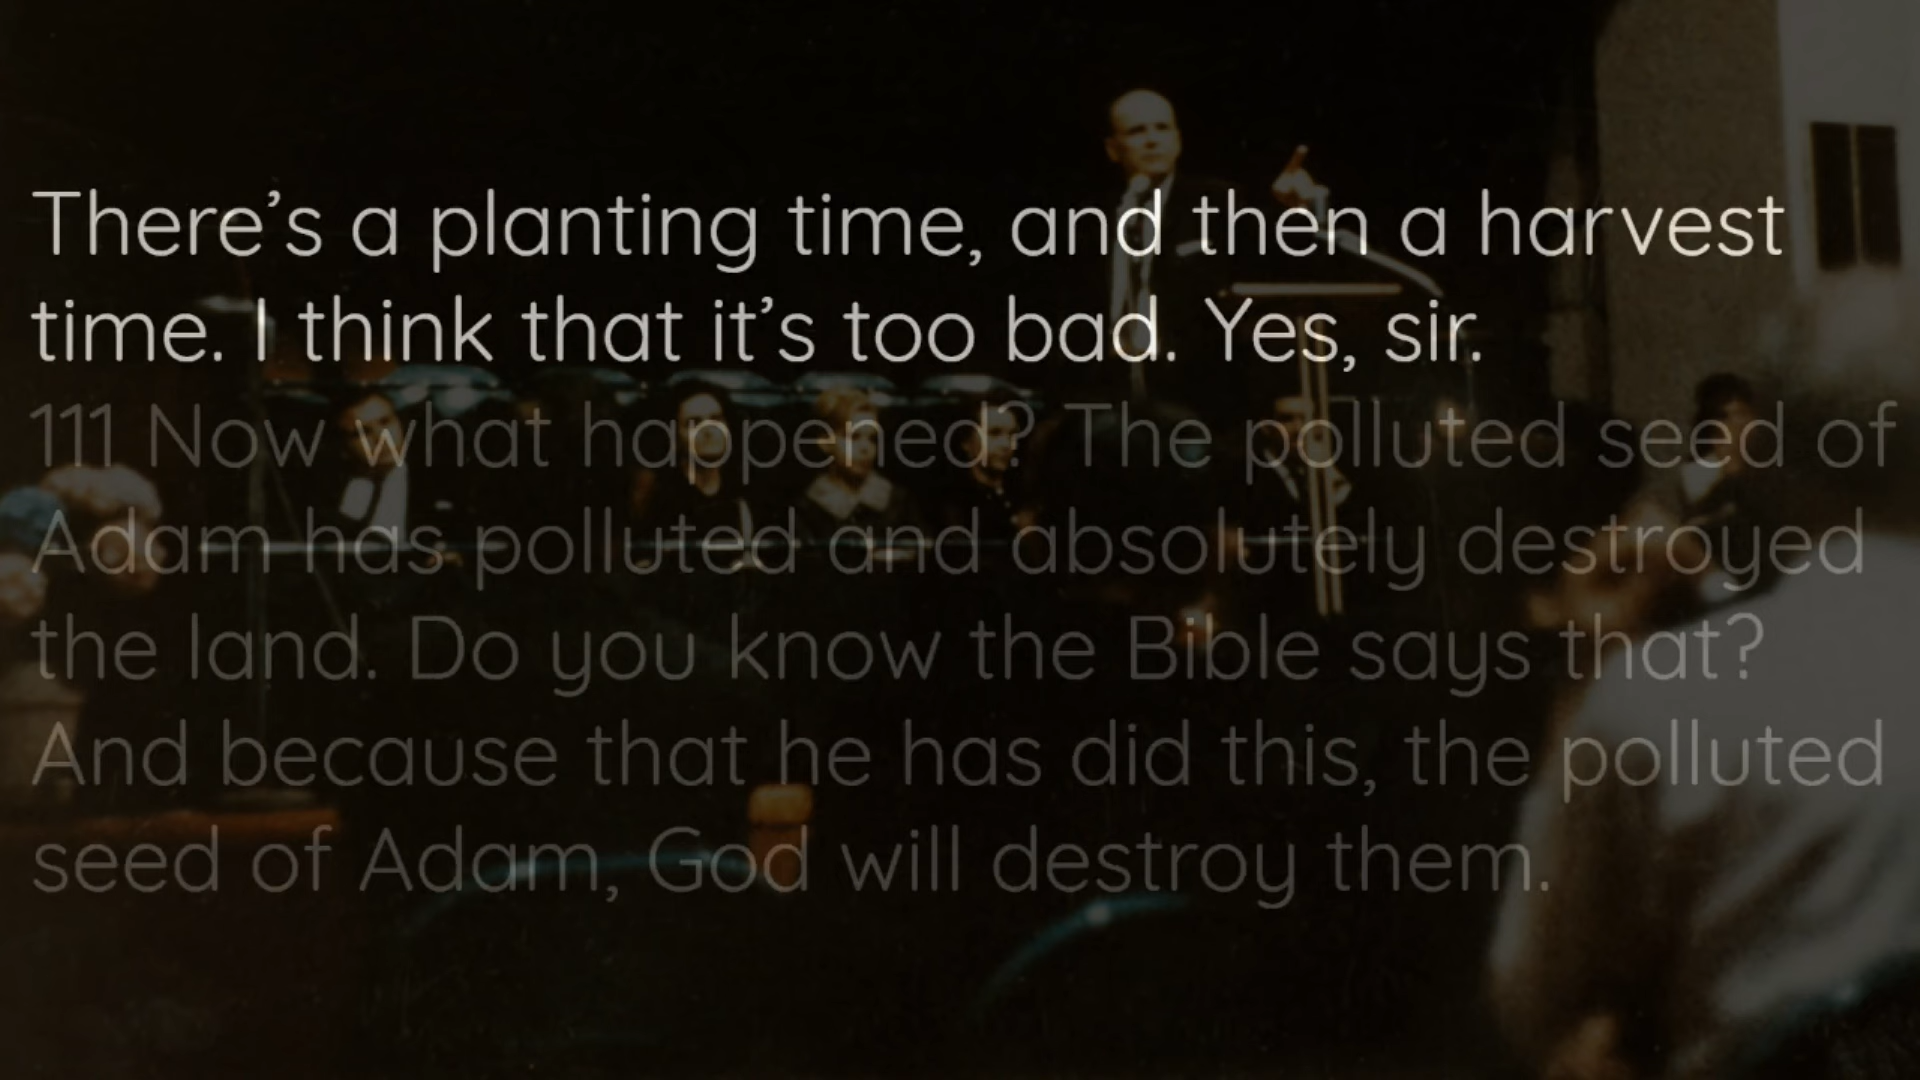 There’s a planting time, and then a harvest
time. I think that it’s too bad. Yes, sir.
111 Now what happened? The polluted seed of
Adam has polluted and absolutely destroyed
the land. Do you know the Bible says that?
And because that he has did this, the polluted
seed of Adam, God will destroy them.